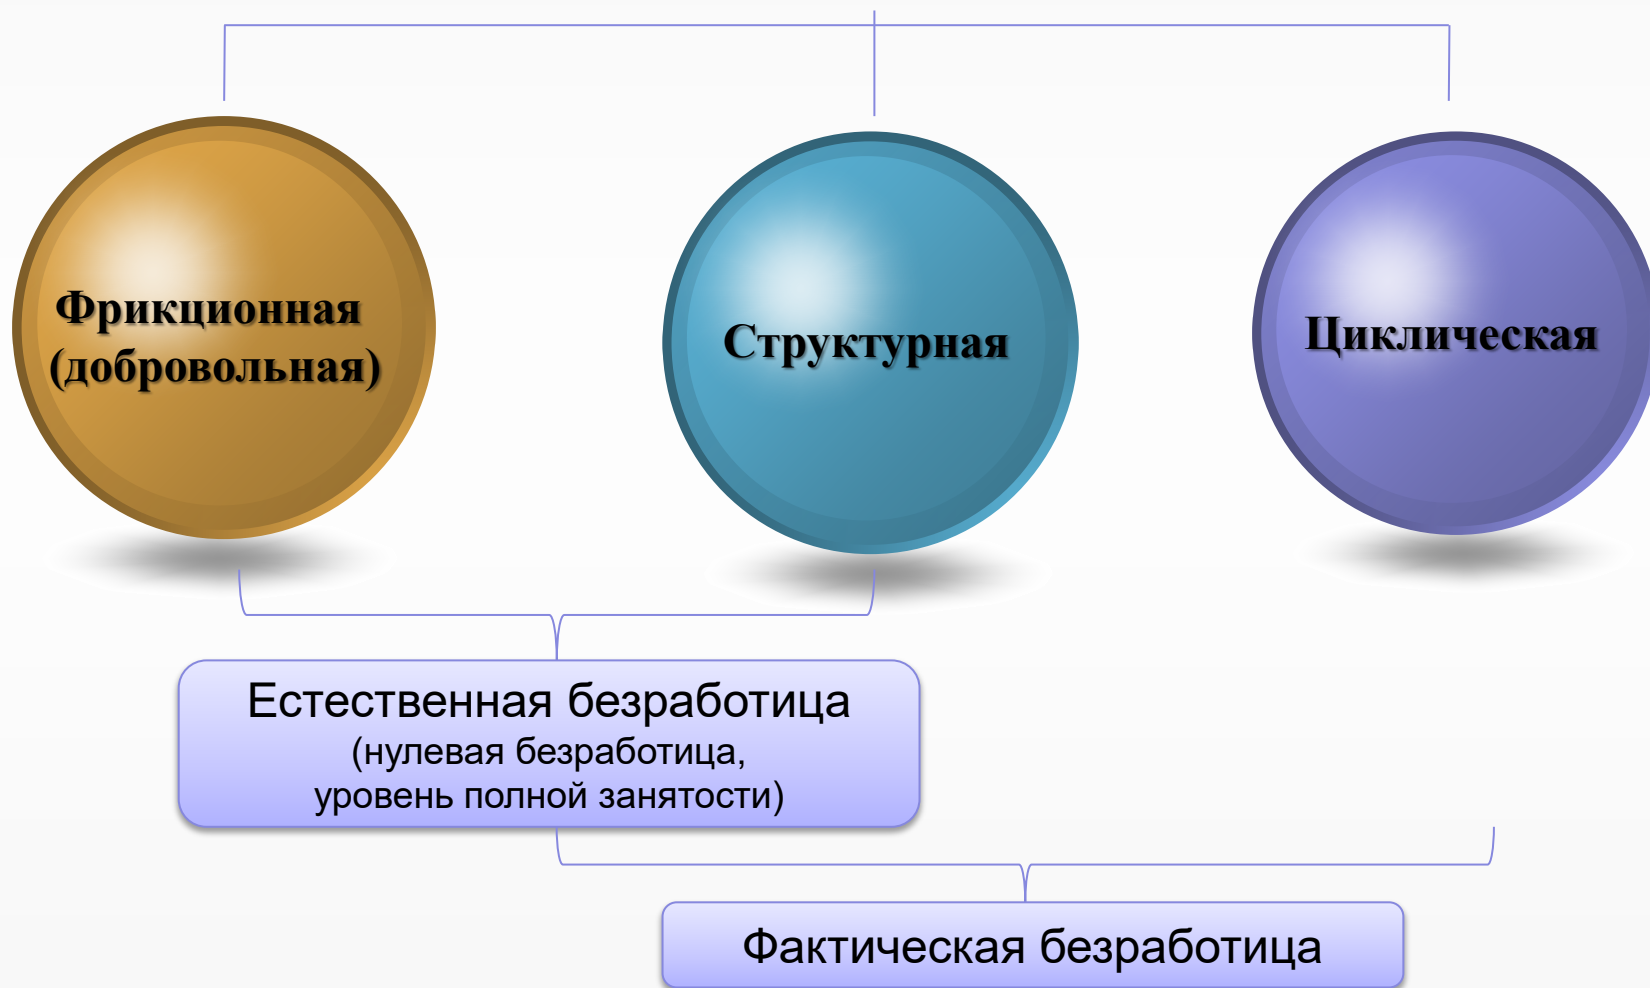 Фрикционная
(добровольная)
Структурная
Циклическая
Естественная безработица
(нулевая безработица,
уровень полной занятости)
Фактическая безработица